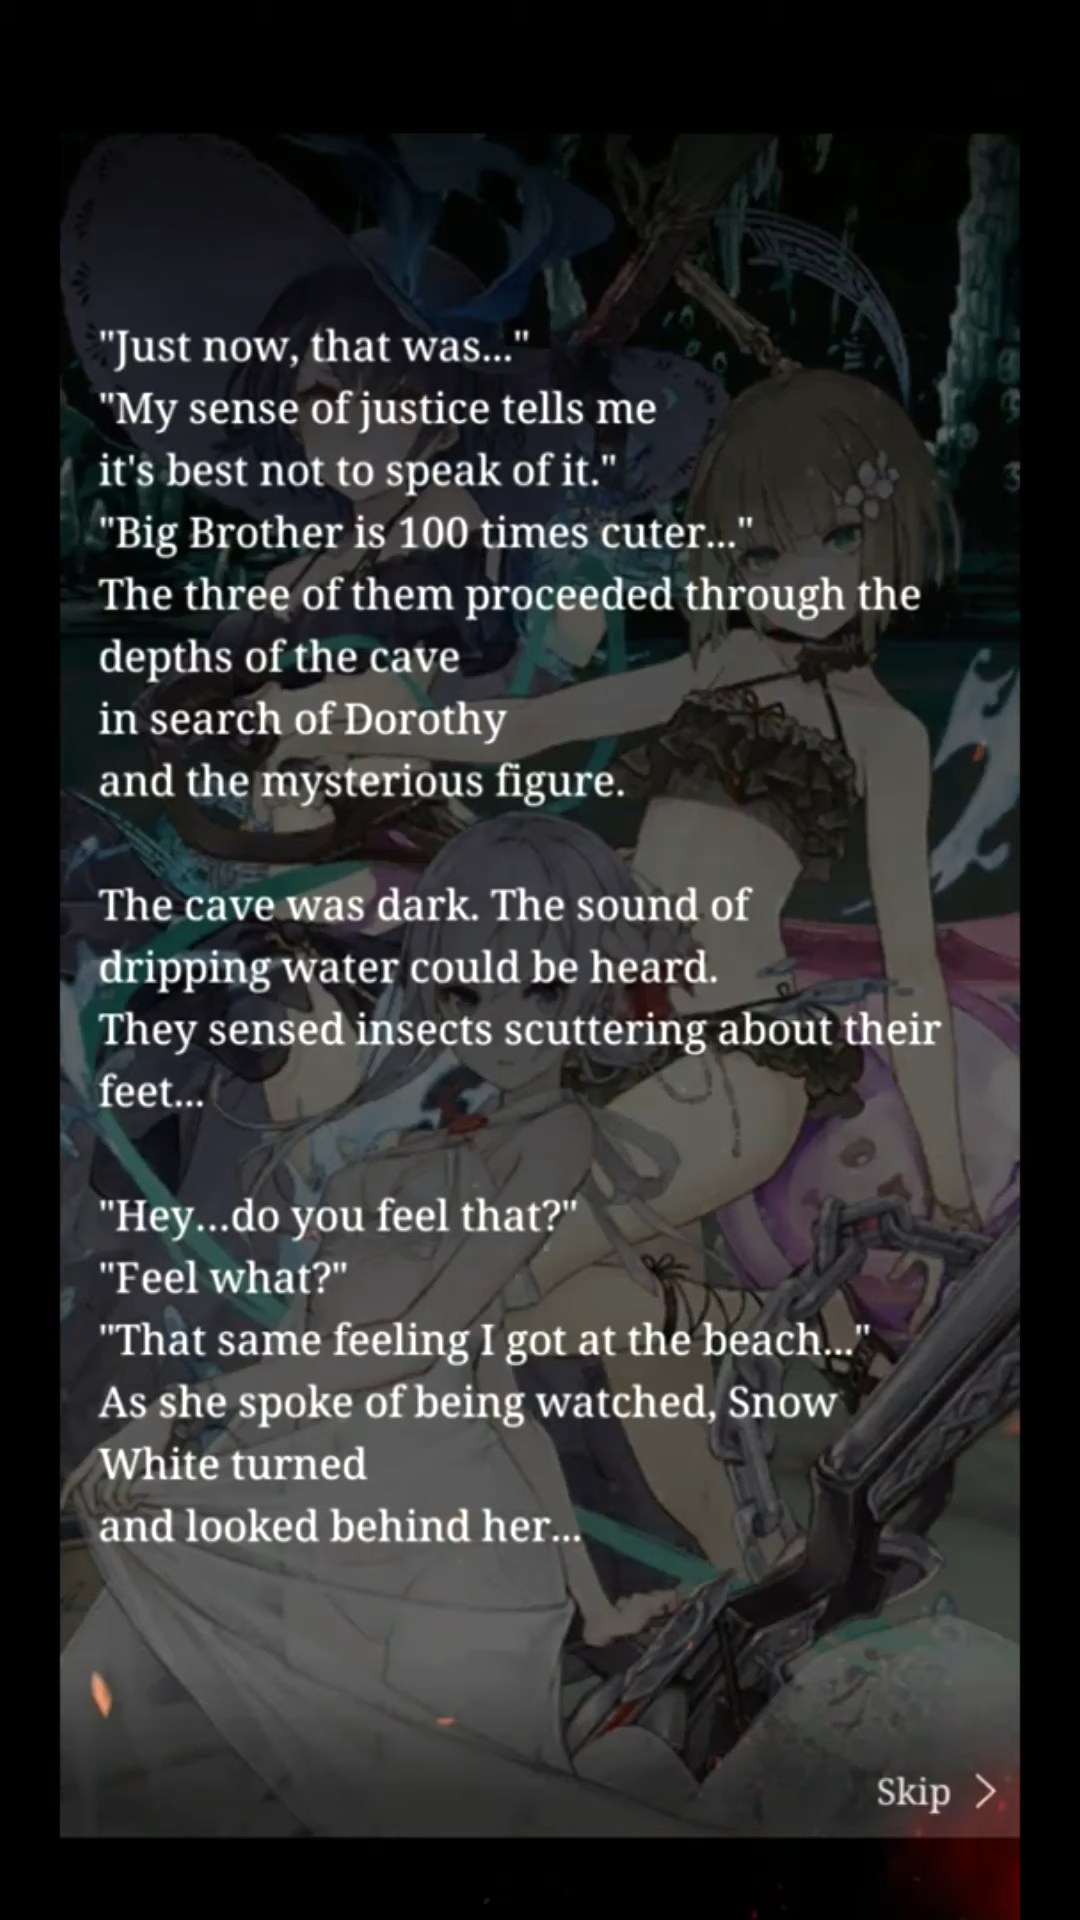 "Just now, that was..."
"My sense of justice tells me
it's best not to speak of it."
"Big Brother is 100 times cuter..."
The three of them proceeded through the
depths of the cave
in search of Dorothy
and the mysterious figure.
The cave was dark. The sound of
dripping water could be heard.
They sensed insects scuttering about their
feet...
"Hey...do you feel that?"
"Feel what?"
"That same feeling I got at the beach..."
As she spoke of being watched, Snow
White turned
and looked behind her...
Skip >